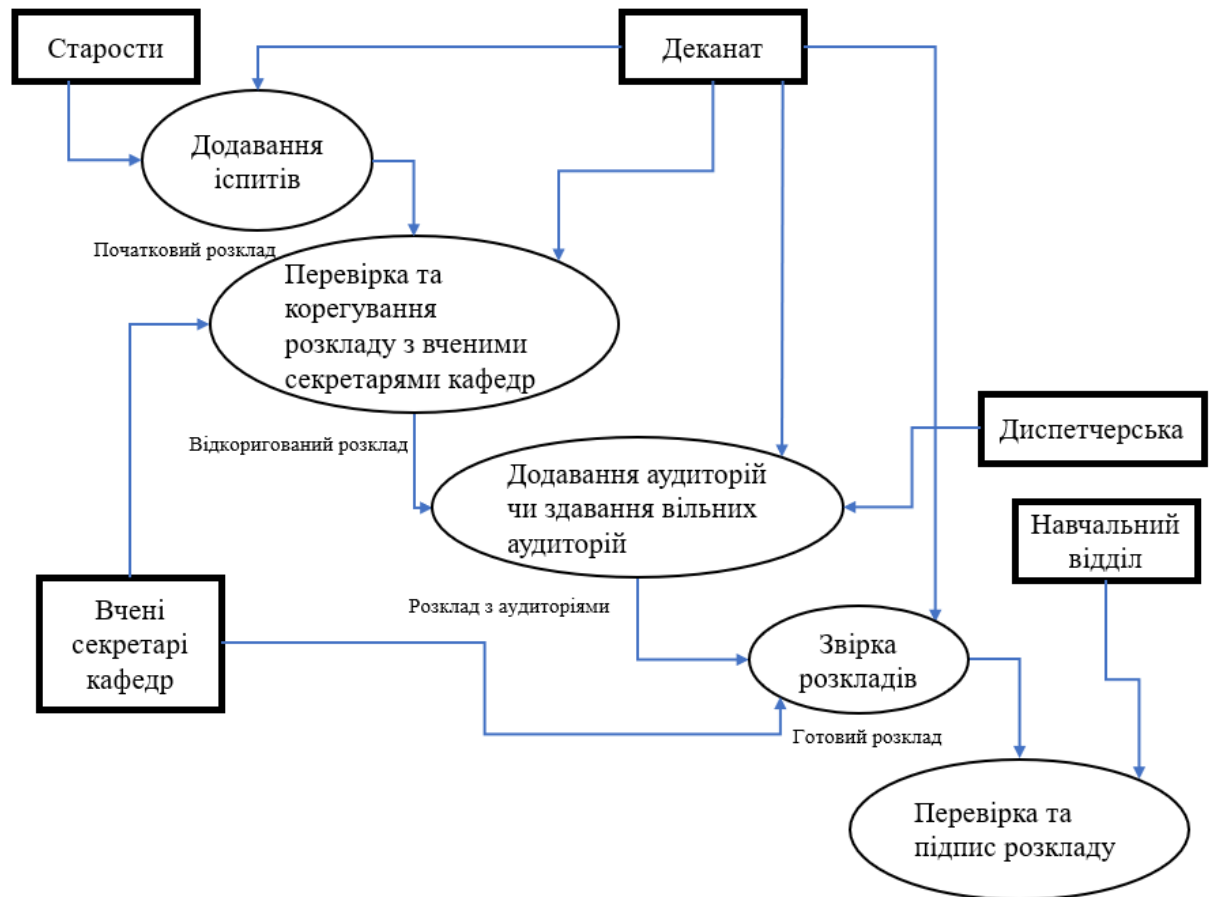 Старости
Деканат
Додавання
іспитів
Початковий розклад
Перевірка та
корегування
розкладу з вченими
секретарями кафедр
Відкоригований розклад
Диспетчерська
Додавання аудиторій
чи здавання вільних
аудиторій
Навчальний
відділ
Вчені
секретарі
кафедр
Розклад з аудиторіями
Звірка
розкладів
Готовий розклад
Перевірка та
підпис розкладу